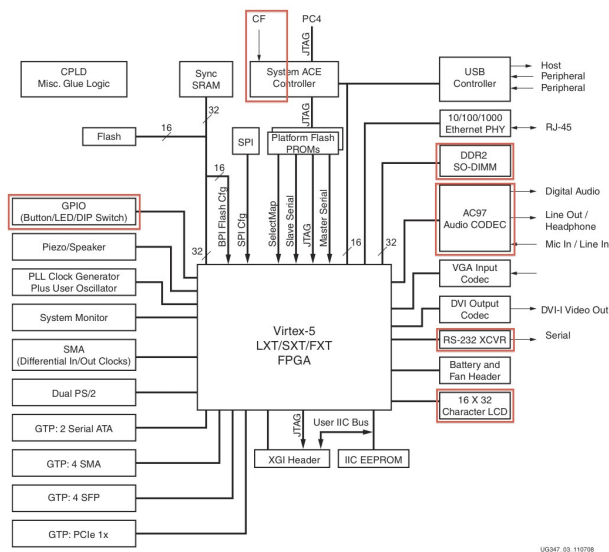 CF
PC4
JTAG
CPLD
Misc. Glue Logic
Sync
SRAM
System ACE
Controller
USB
Controller
Host
Peripheral
Peripheral
32
JTAG
10/100/1000
Ethernet PHY
RJ-45
Flash
16
SPI
Platform Flash
PROMs
DDR2
SO-DIMM
16
GPIO
(Button/LED/DIP Switch)
BPI Flash Cfg
SPI Cfg
SelectMap
Slave Serial
JTAG
Master Serial
AC97
Audio CODEC
Digital Audio
Line Out /
Headphone
Mic In / Line In
Piezo/Speaker
32
16
32
PLL Clock Generator
Plus User Oscillator
VGA Input
Codec
System Monitor
Virtex-5
LXT/SXT/FXT
FPGA
DVI Output
Codec
DVI-I Video Out
SMA
(Differential In/Out Clocks)
RS-232 XCVR
Serial
Dual PS/2
Battery and
Fan Header
GTP: 2 Serial ATA
JTAG
User IIC Bus
16 X 32
Character LCD
GTP: 4 SMA
XGI Header
IIC EEPROM
GTP: 4 SFP
GTP: PCIe 1x
UG347_03_110708